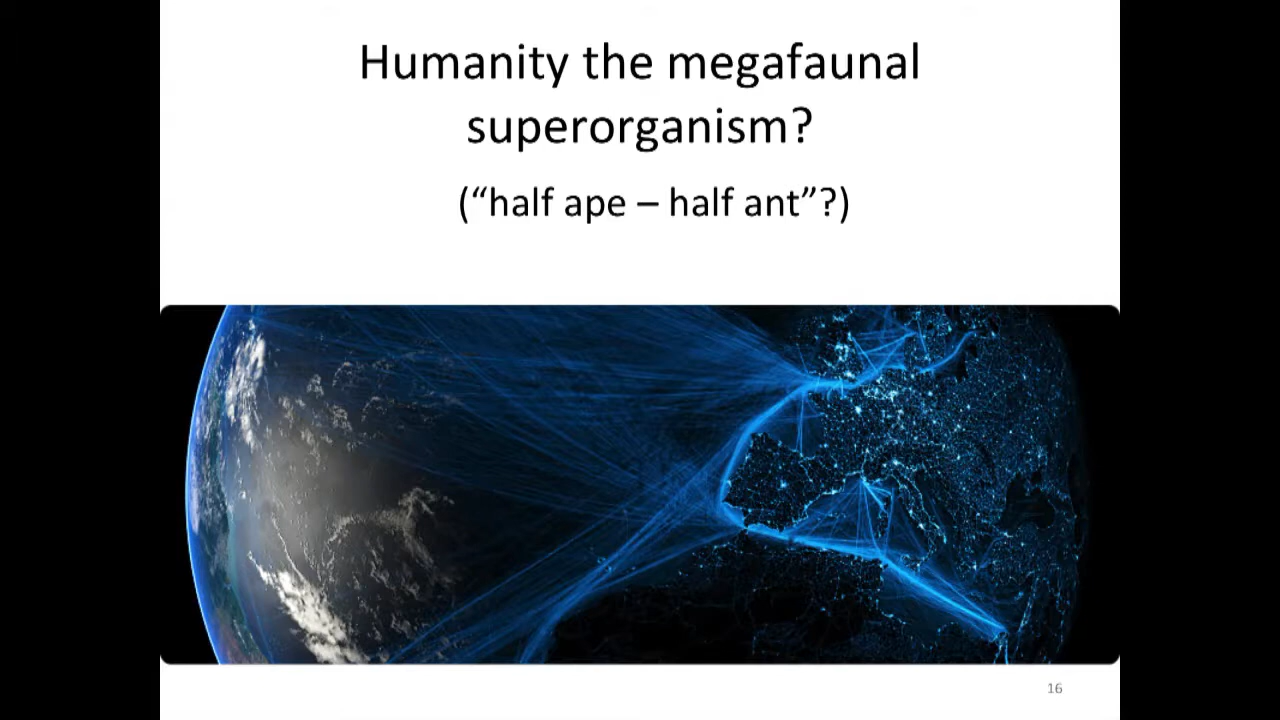 Humanity the megafaunal
superorganism?
(“half ape – half ant”?)
16